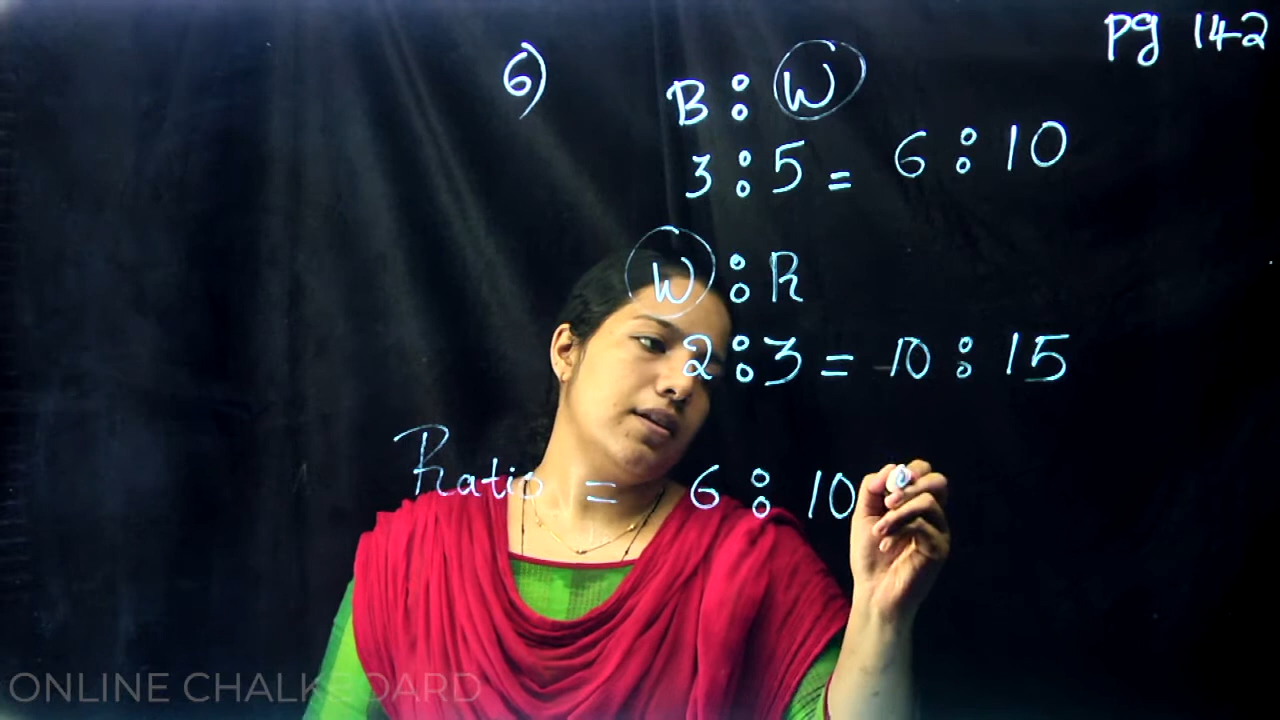 pg 142
6)
B : W
3 : 5 = 6 : 10
W : R
2 : 3 = 10 : 15
Ratio = 6 : 10
ONLINE CHALKBOARD